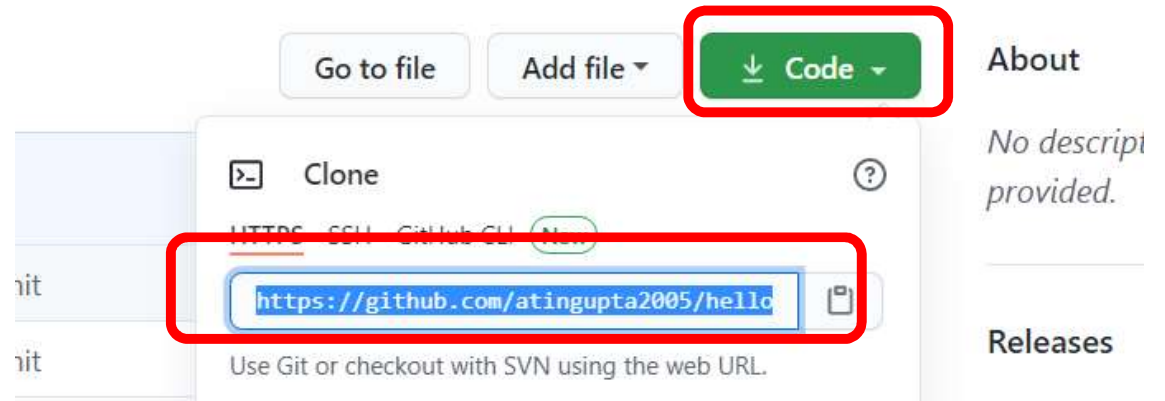 Go to file
Add file
Code
About
No descript
provided.
Clone
HTTPS SSH GitHub CLI New
https://github.com/atingupta2005/hello
nit
Use Git or checkout with SVN using the web URL.
nit
Releases